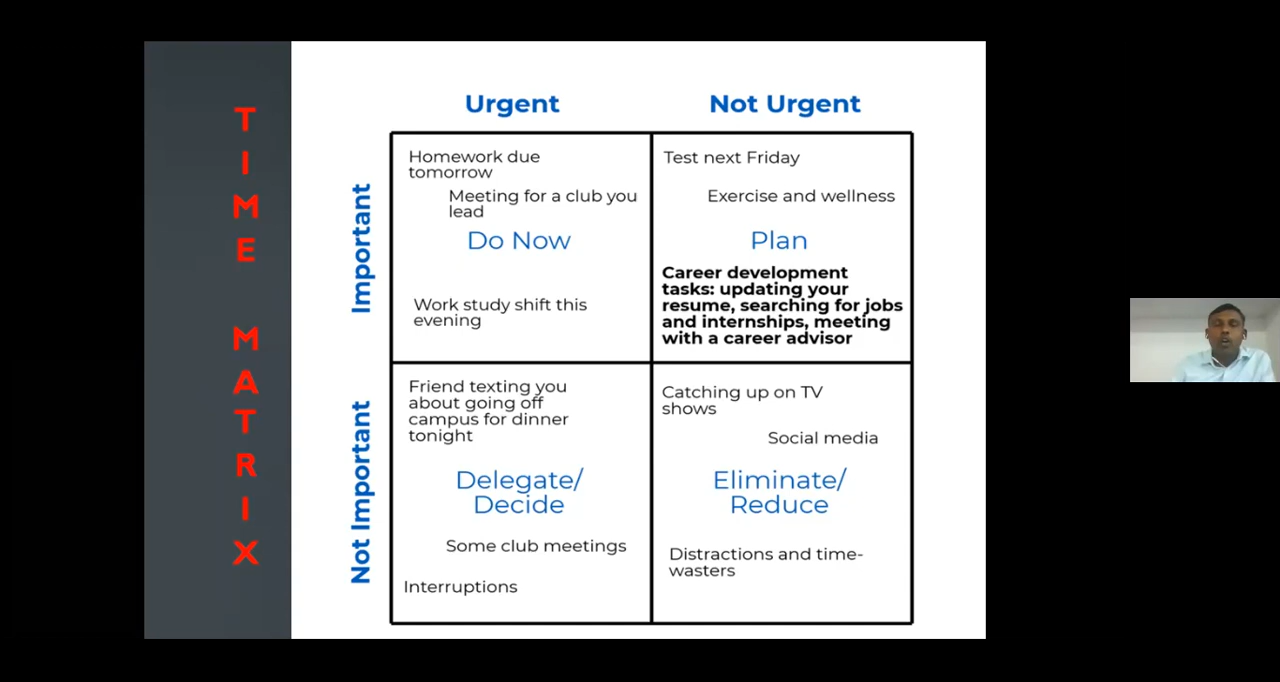 TIME MATRIX
Urgent
Not Urgent
Important
Homework due
tomorrow
Meeting for a club you
lead
Do Now
Work study shift this
evening
Test next Friday
Exercise and wellness
Plan
Career development
tasks: updating your
resume, searching for jobs
and internships, meeting
with a career advisor
Not Important
Friend texting you
about going off
campus for dinner
tonight
Delegate/
Decide
Some club meetings
Interruptions
Catching up on TV
shows
Social media
Eliminate/
Reduce
Distractions and time-
wasters